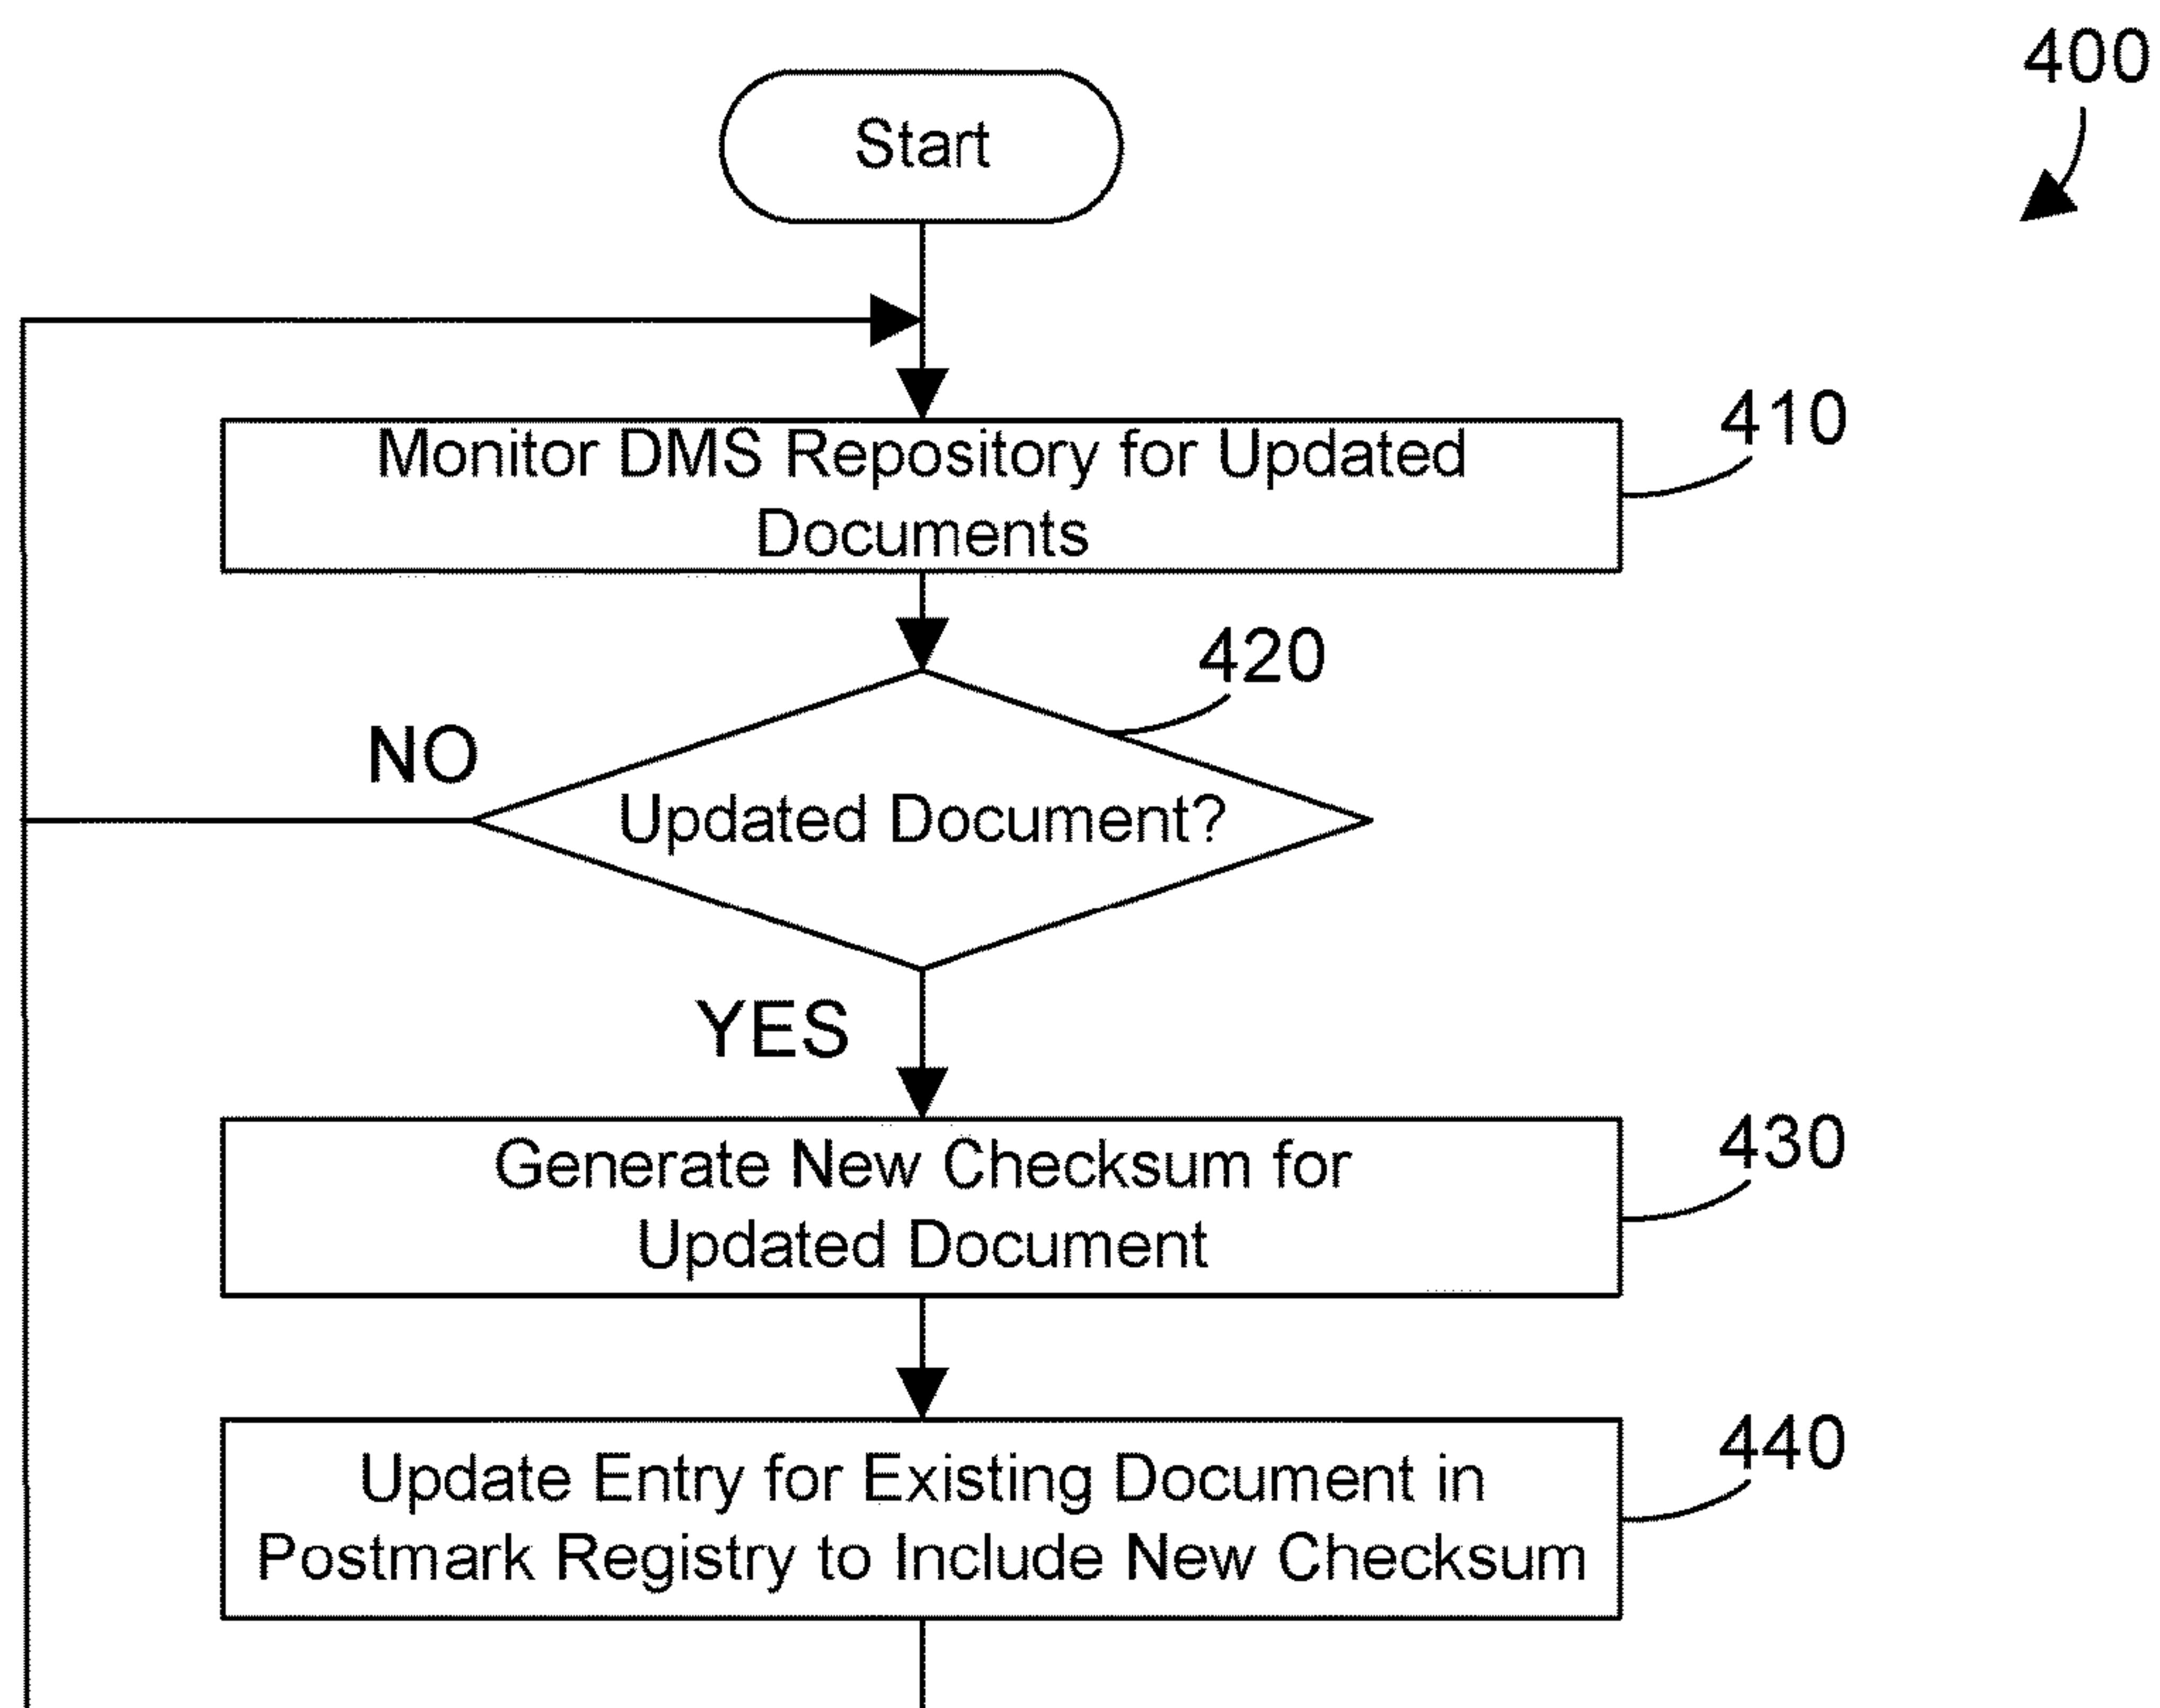 400
Start
410
Monitor DMS Repository for Updated
Documents
420
NO
Updated Document?
YES
430
Generate New Checksum for
Updated Document
440
Update Entry for Existing Document in
Postmark Registry to Include New Checksum